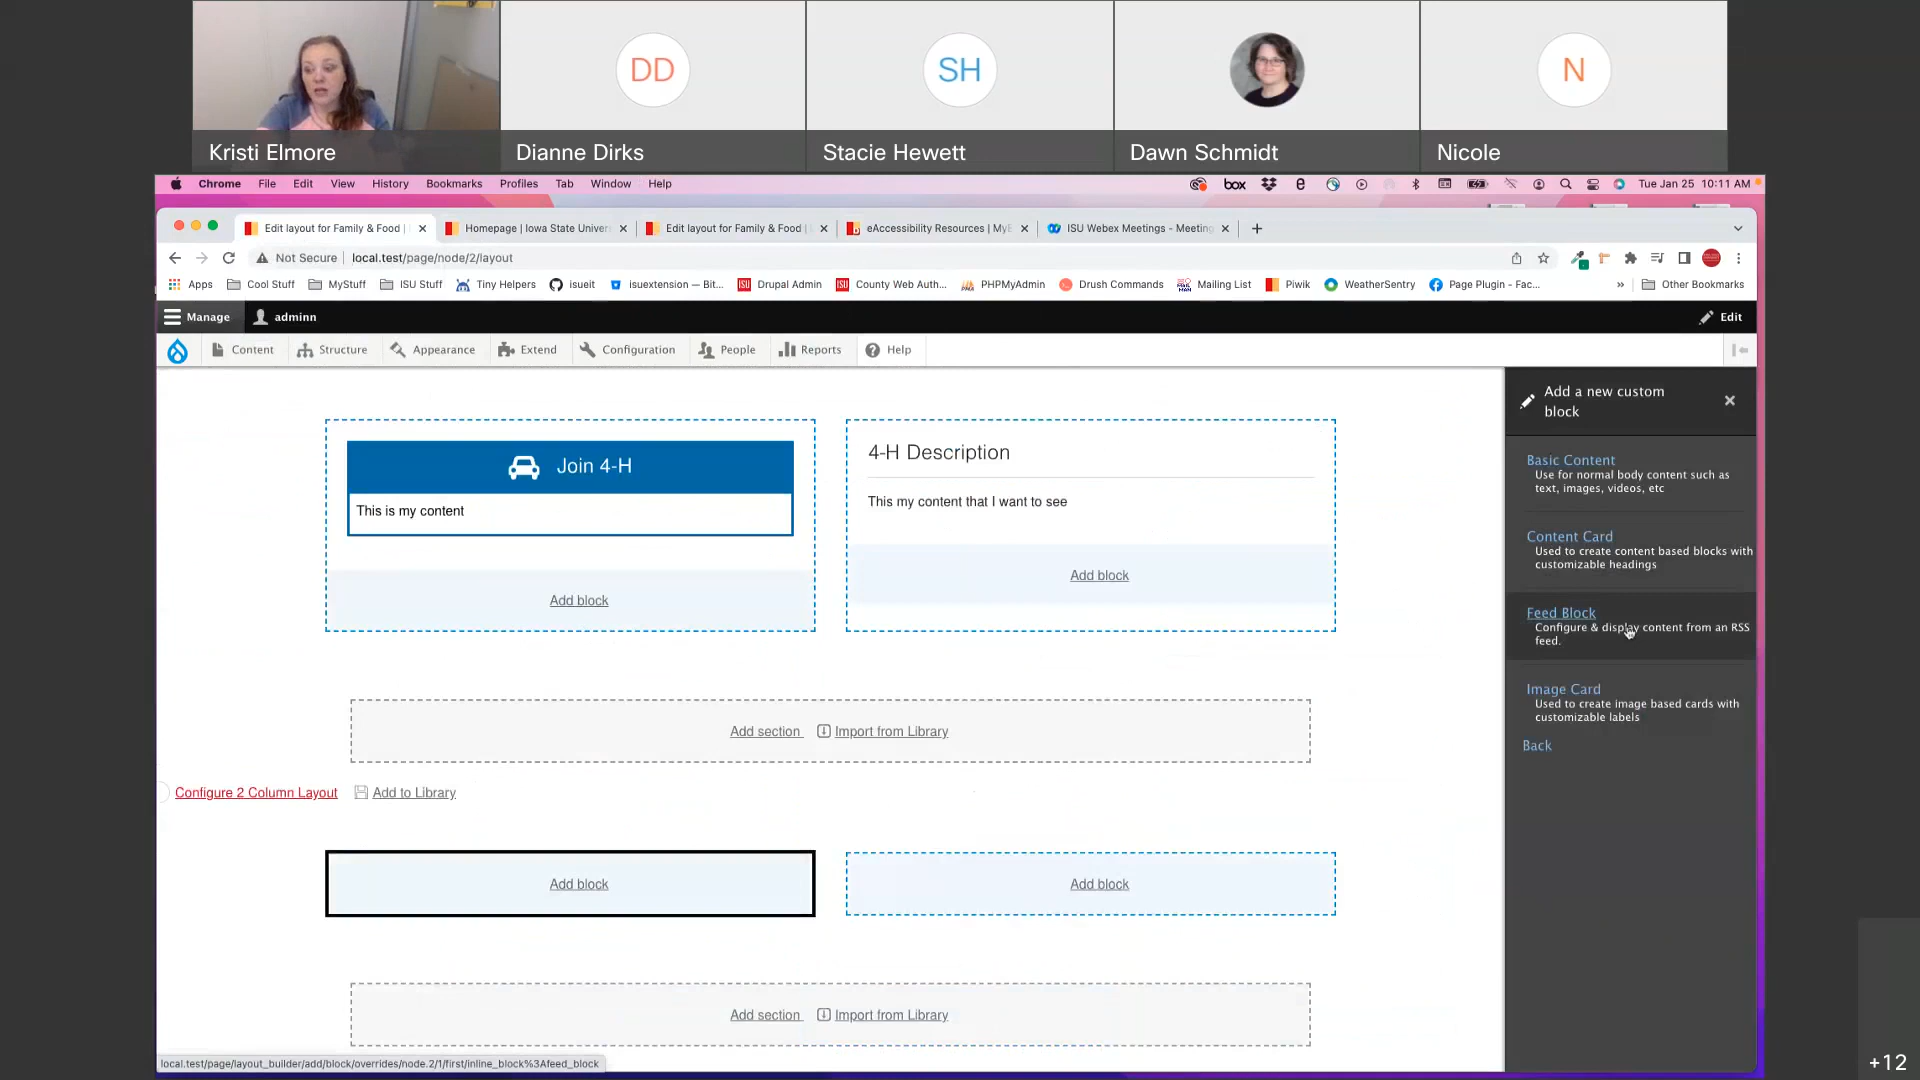 DD
SH
N
Kristi Elmore
Dianne Dirks
Stacie Hewett
Dawn Schmidt
Nicole
Chrome File Edit View History Bookmarks Profiles Tab Window Help
box
Tue Jan 25 10:11 AM
Edit layout for Family & Food |
Homepage | Iowa State Univer
Edit layout for Family & Food |
eAccessibility Resources | MyE
ISU Webex Meetings - Meeting
Not Secure local.test/page/node/2/layout
Apps Cool Stuff MyStuff ISU Stuff Tiny Helpers isueit isuextension — Bit... Drupal Admin County Web Auth... PHPMyAdmin Drush Commands Mailing List Piwik WeatherSentry Page Plugin - Fac... » Other Bookmarks
Manage adminn Edit
Content Structure Appearance Extend Configuration People Reports Help
Join 4-H
This is my content
Add block
4-H Description
This my content that I want to see
Add block
Add section Import from Library
Configure 2 Column Layout Add to Library
Add block
Add block
Add section Import from Library
local.test/page/layout_builder/add/block/overrides/node.2/1/first/inline_block%3Afeed_block
Add a new custom
block
Basic Content
Use for normal body content such as
text, images, videos, etc
Content Card
Used to create content based blocks with
customizable headings
Feed Block
Configure & display content from an RSS
feed.
Image Card
Used to create image based cards with
customizable labels
Back
+12